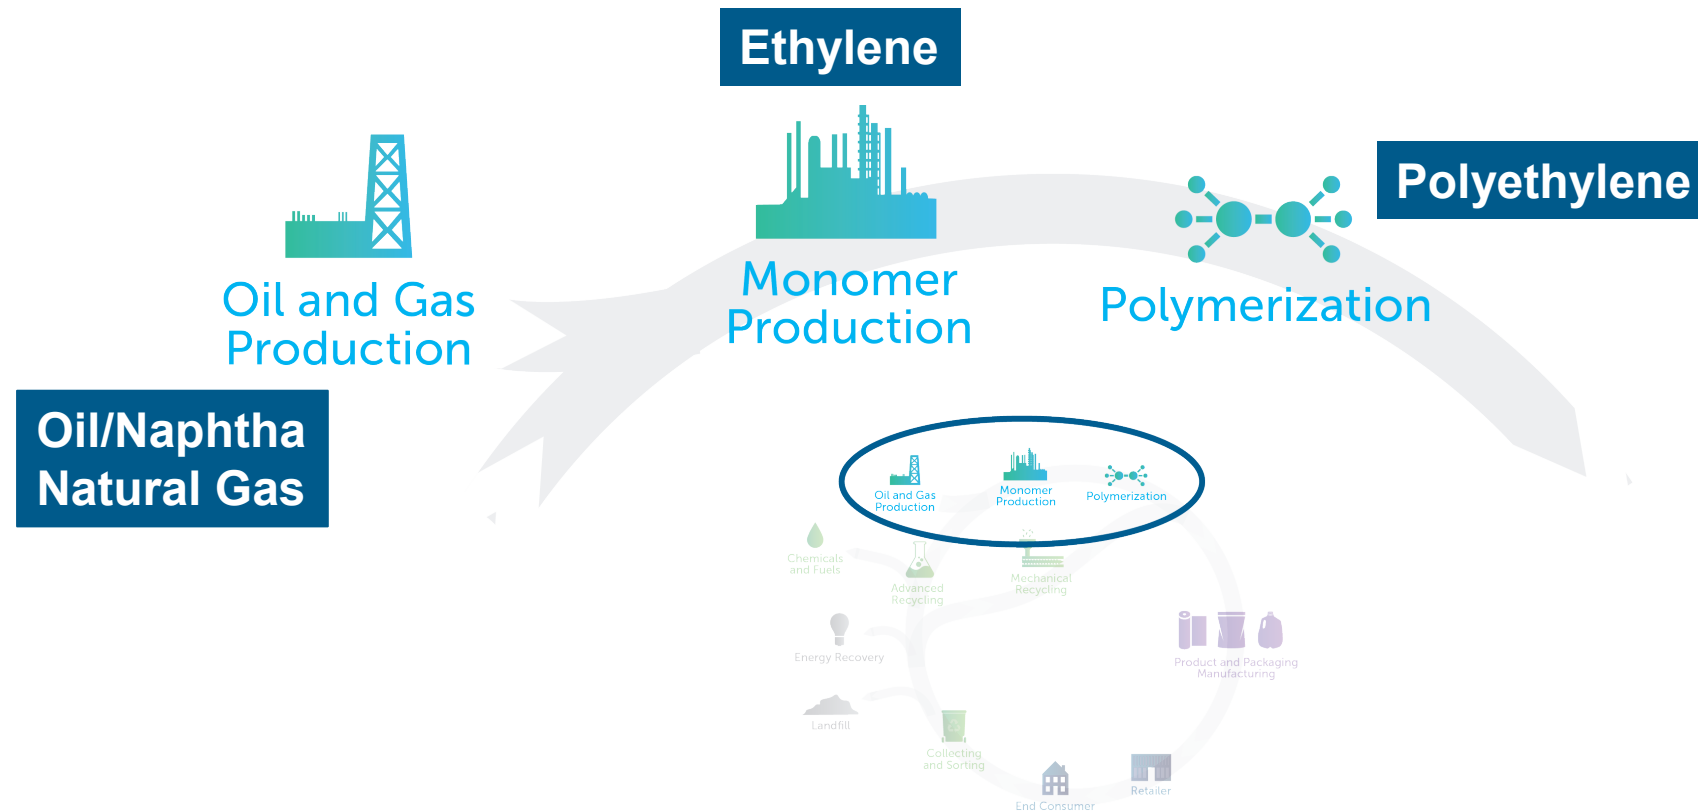 Ethylene
Polyethylene
Monomer
Production
Oil and Gas
Production
Polymerization
Oil/Naphtha
Natural Gas
Oil and Gas
Production
Monomer
Production
Polymerization
Chemicals
and Fuels
Advanced
Recycling
Mechanical
Recycling
Energy Recovery
Product and Packaging
Manufacturing
Landfill
Collecting
and Sorting
Retailer
End Consumer